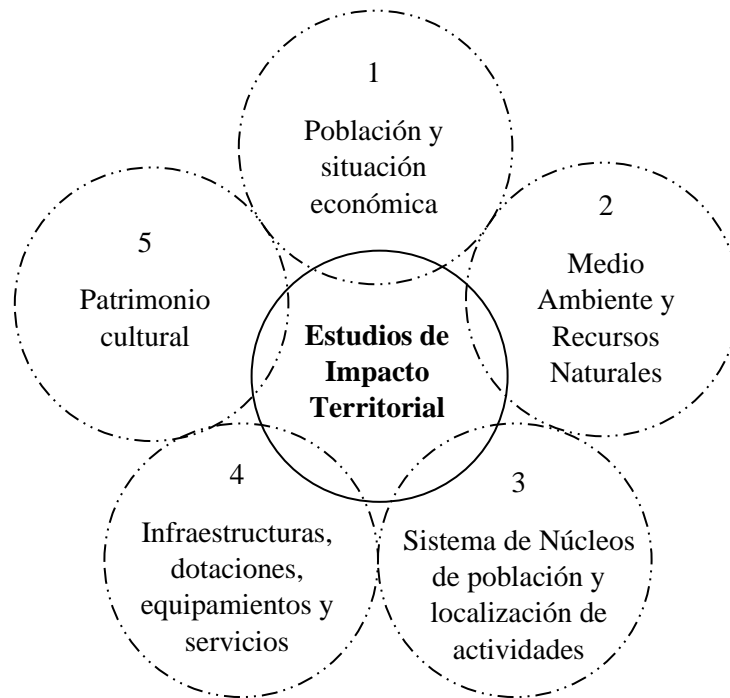 1
Población y
situación
económica
2
Medio
Ambiente y
Recursos
Naturales
3
Sistema de Núcleos
de población y
localización de
actividades
4
Infraestructuras,
dotaciones,
equipamientos y
servicios
5
Patrimonio
cultural
Estudios de
Impacto
Territorial